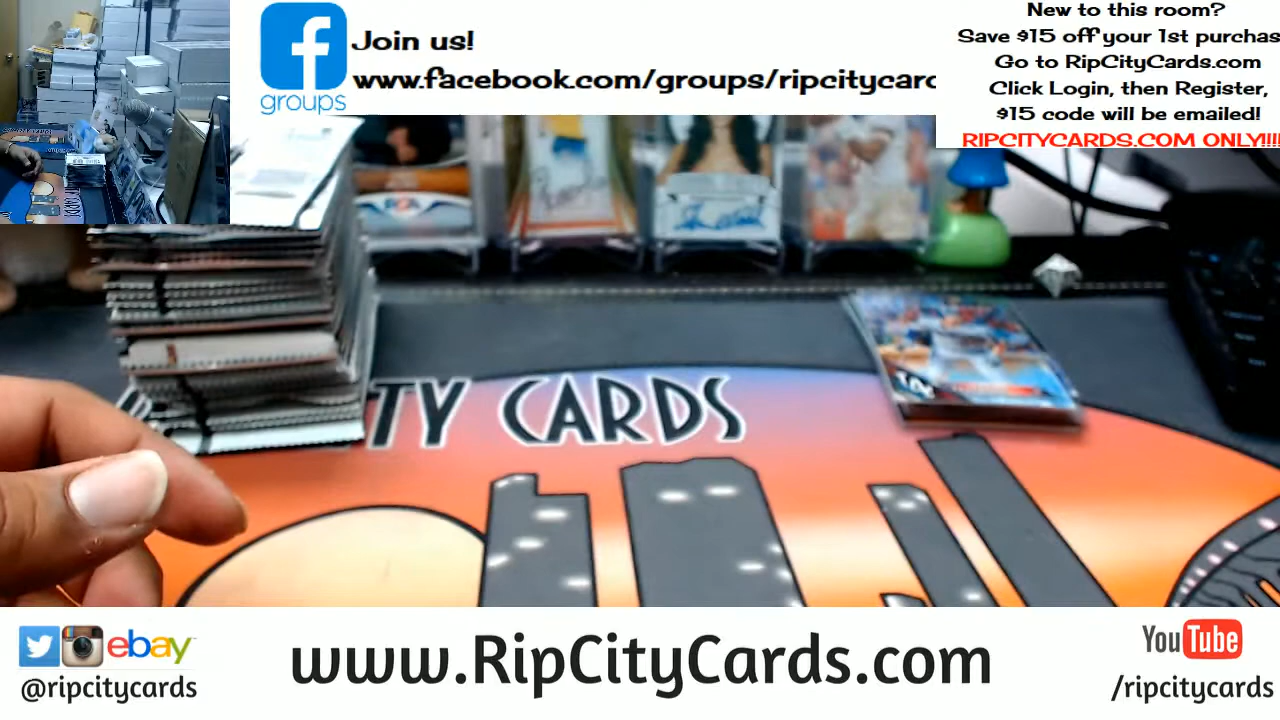 Join us!
www.facebook.com/groups/ripcitycarc
groups
New to this room?
Save $15 off your 1st purchas
Go to RipCityCards.com
Click Login, then Register,
$15 code will be emailed!
RIPCITYCARDS.COM ONLY!!!!
TY CARDS
ebay
@ripcitycards
www.RipCityCards.com
YouTube
/ripcitycards